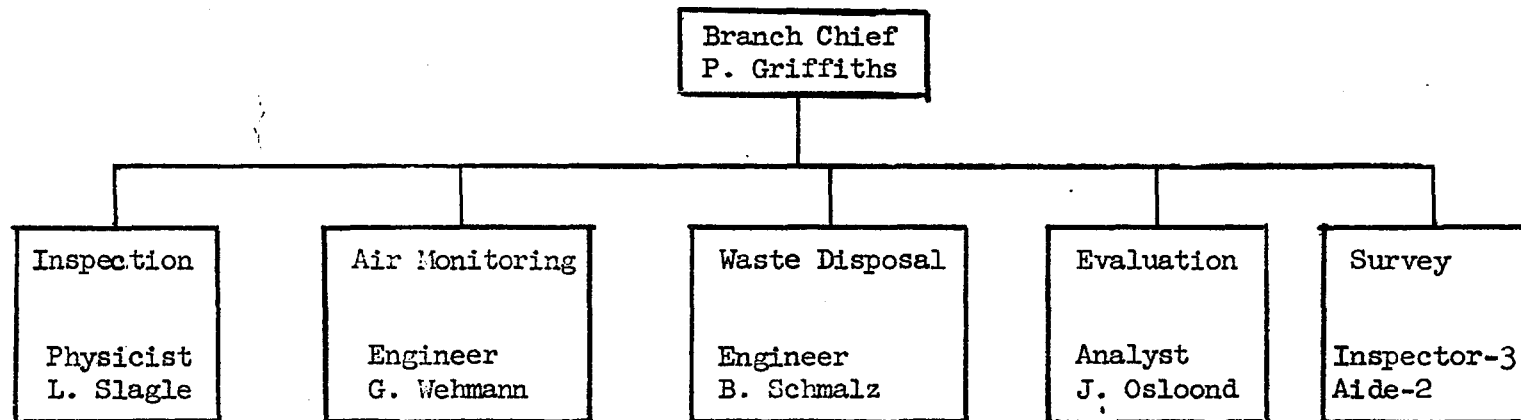 Branch Chief
P. Griffiths
Inspection
Physicist
L. Slagle
Air Monitoring
Engineer
G. Wehmann
Waste Disposal
Engineer
B. Schmalz
Evaluation
Analyst
J. Osloond
Survey
Inspector-3
Aide-2